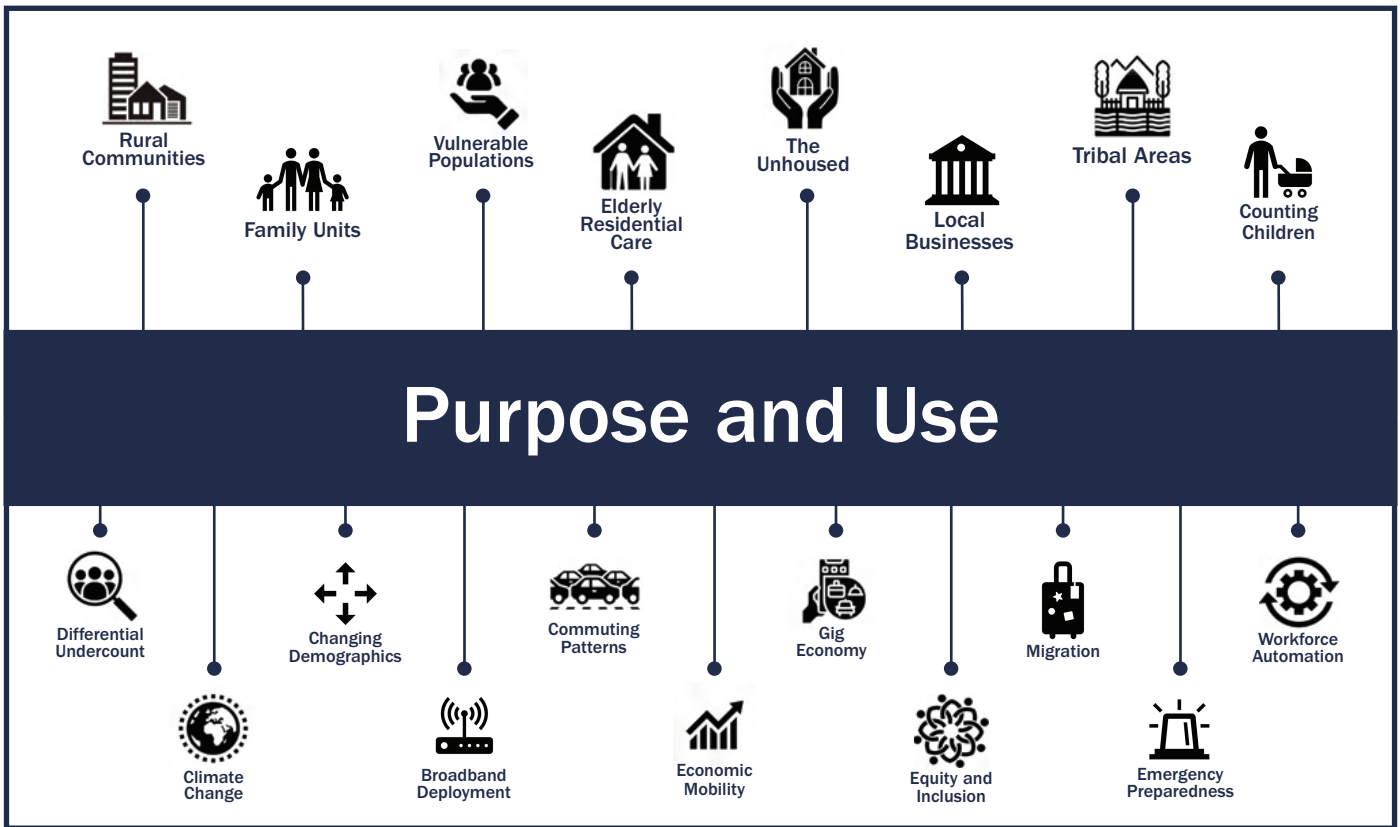 Rural
Communities
Family Units
Vulnerable
Populations
Elderly
Residential
Care
The
Unhoused
Local
Businesses
Tribal Areas
Counting
Children
Purpose and Use
Differential
Undercount
Climate
Change
Changing
Demographics
Broadband
Deployment
Commuting
Patterns
Economic
Mobility
Gig
Economy
Equity and
Inclusion
Migration
Emergency
Preparedness
Workforce
Automation